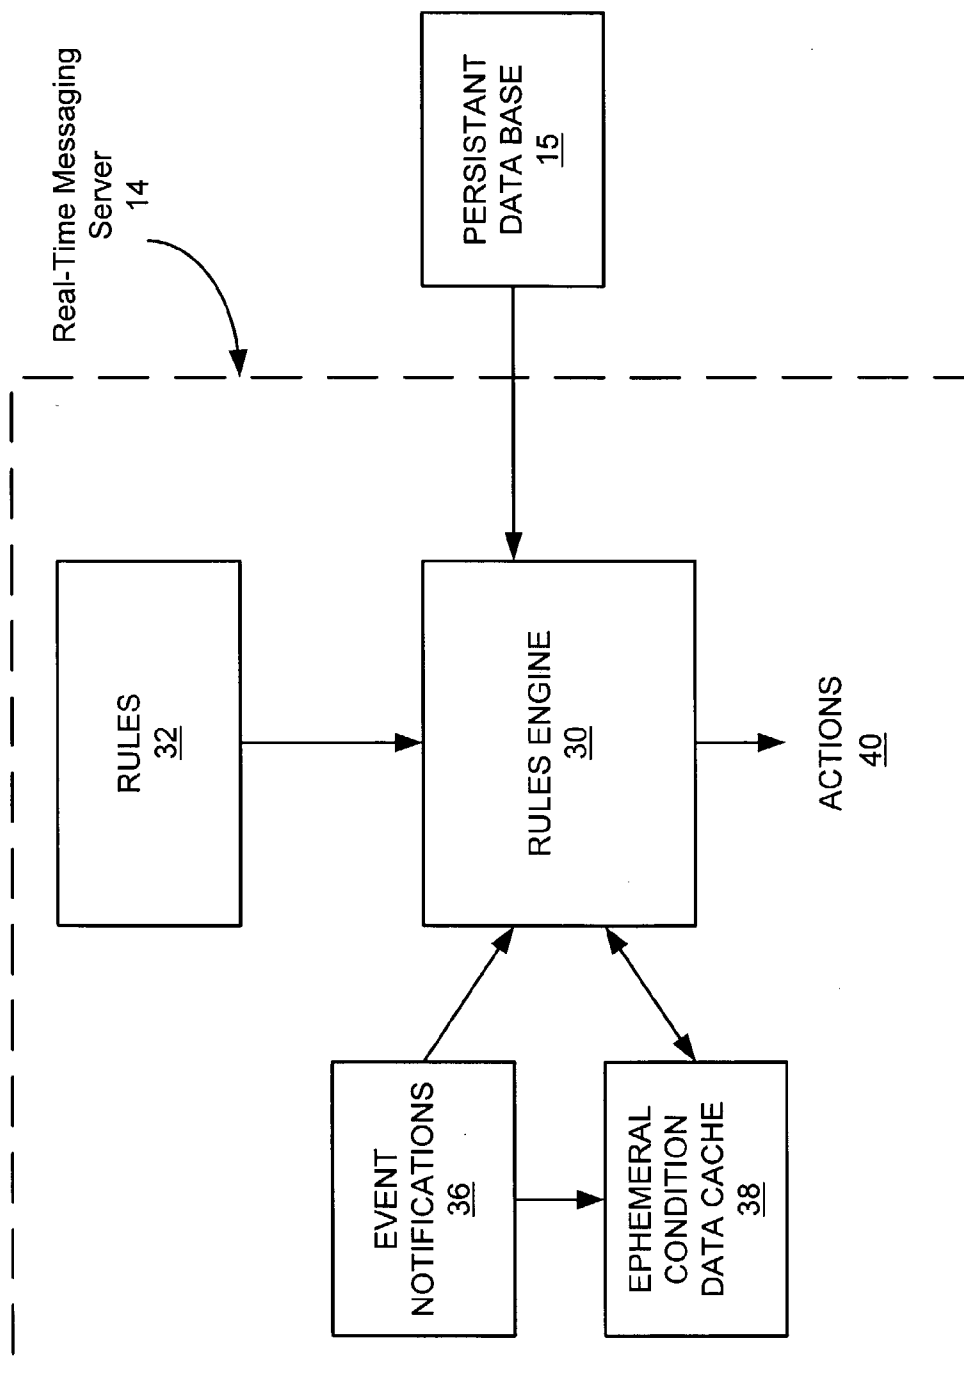 Real-Time Messaging
Server
14
RULES
32
PERSISTANT
DATA BASE
15
EVENT
NOTIFICATIONS
36
RULES ENGINE
30
EPHEMERAL
CONDITION
DATA CACHE
38
ACTIONS
40